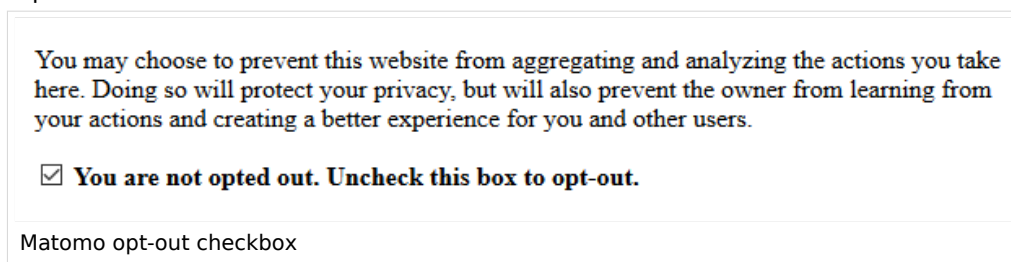 You may choose to prevent this website from aggregating and analyzing the actions you take
here. Doing so will protect your privacy, but will also prevent the owner from learning from
your actions and creating a better experience for you and other users.
You are not opted out. Uncheck this box to opt-out.
Matomo opt-out checkbox